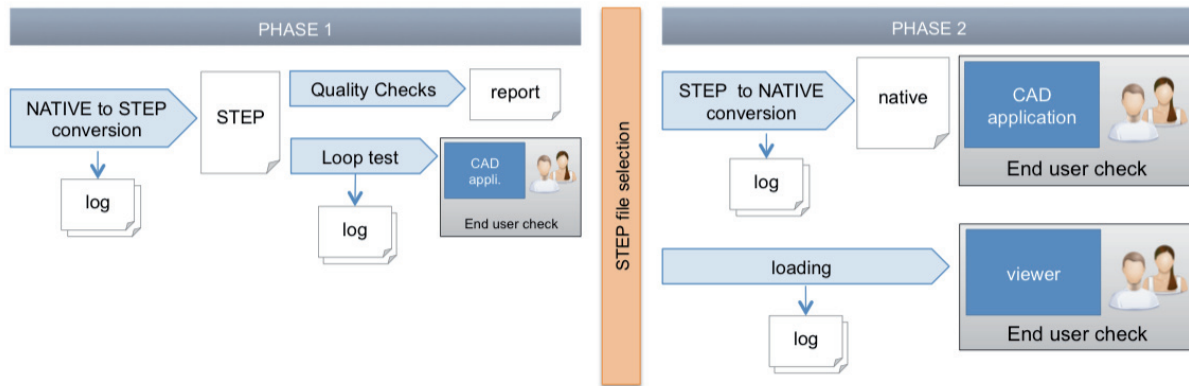 PHASE 1
NATIVE to STEP
conversion
log
STEP
Quality Checks
report
Loop test
log
CAD
appli.
End user check
STEP file selection
PHASE 2
STEP to NATIVE
conversion
log
native
CAD
application
End user check
loading
log
viewer
End user check